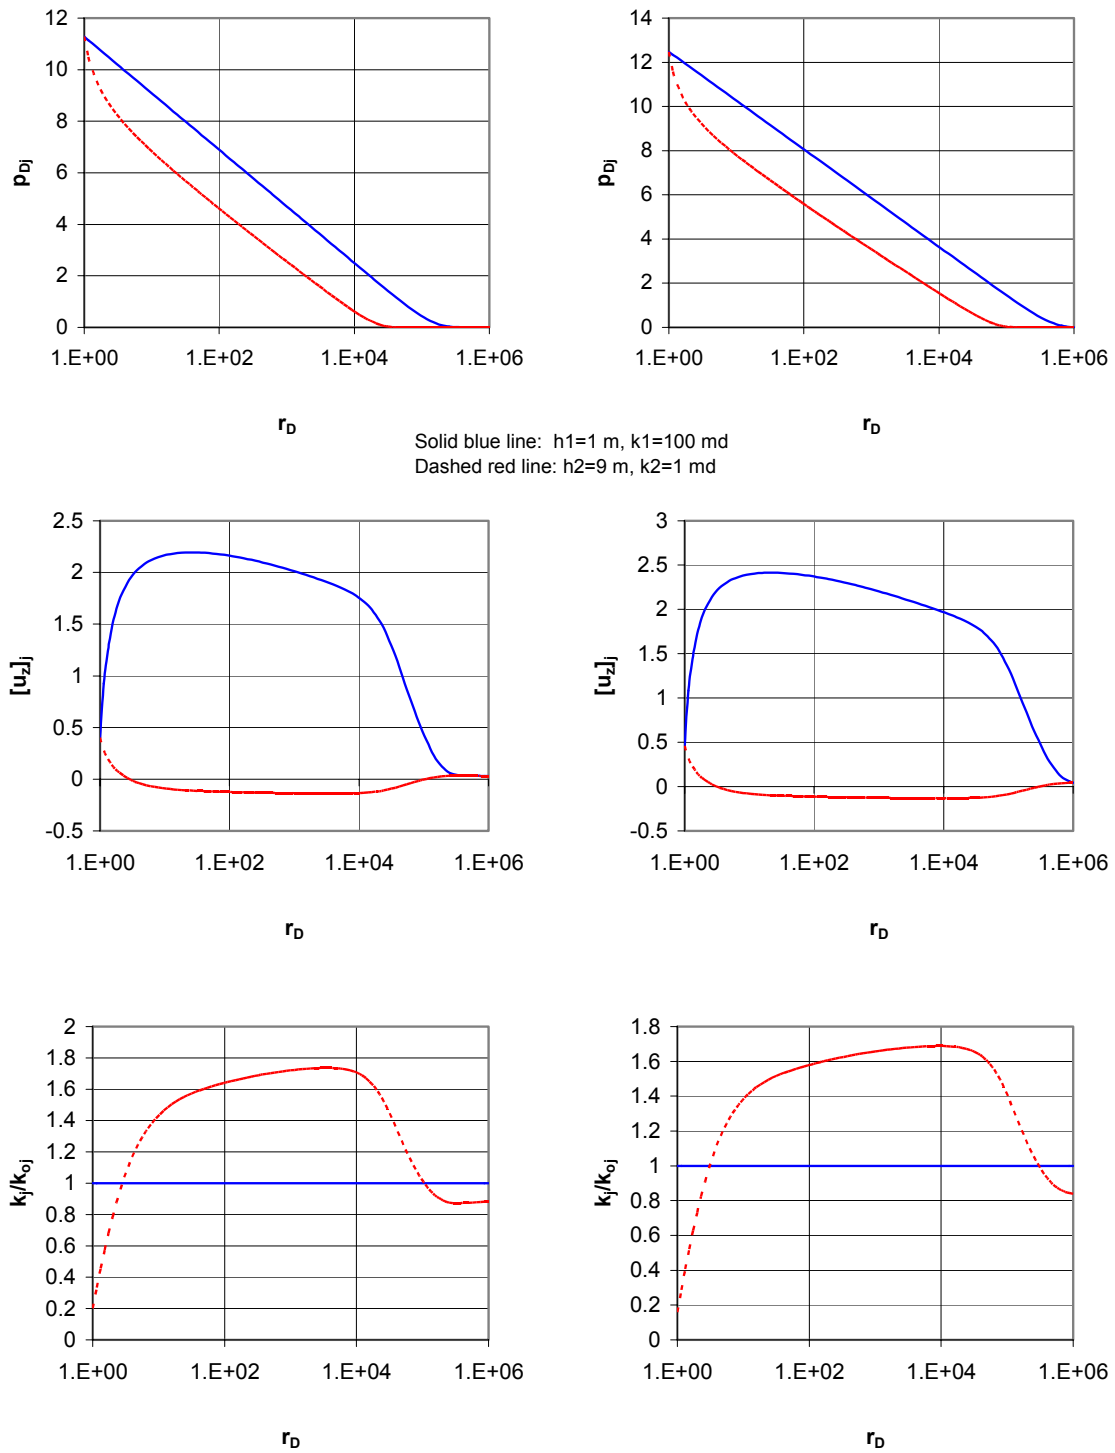 12
10
8
6
4
2
0
p_Dj
1.E+00 1.E+02 1.E+04 1.E+06
r_D
14
12
10
8
6
4
2
0
p_Dj
1.E+00 1.E+02 1.E+04 1.E+06
r_D
Solid blue line: h1=1 m, k1=100 md
Dashed red line: h2=9 m, k2=1 md
2.5
2
1.5
1
0.5
0
-0.5
[u_z]_j
1.E+00 1.E+02 1.E+04 1.E+06
r_D
3
2.5
2
1.5
1
0.5
0
-0.5
[u_z]_j
1.E+00 1.E+02 1.E+04 1.E+06
r_D
2
1.8
1.6
1.4
1.2
1
0.8
0.6
0.4
0.2
0
k_j/k_oj
1.E+00 1.E+02 1.E+04 1.E+06
r_D
1.8
1.6
1.4
1.2
1
0.8
0.6
0.4
0.2
0
k_j/k_oj
1.E+00 1.E+02 1.E+04 1.E+06
r_D